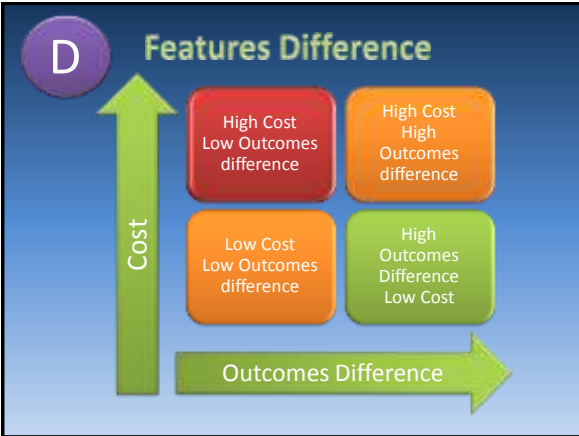 D
Features Difference
High Cost
Low Outcomes
difference
High Cost
High
Outcomes
difference
Cost
Low Cost
Low Outcomes
difference
High
Outcomes
Difference
Low Cost
Outcomes Difference